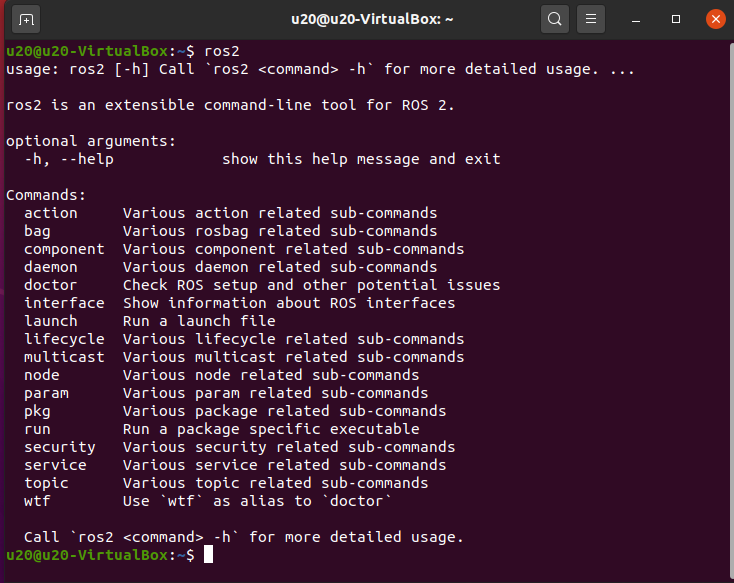 u20@u20-VirtualBox: ~
u20@u20-VirtualBox:~$ ros2
usage: ros2 [-h] Call `ros2 <command> -h` for more detailed usage. ...
ros2 is an extensible command-line tool for ROS 2.
optional arguments:
-h, --help            show this help message and exit
Commands:
action     Various action related sub-commands
bag        Various rosbag related sub-commands
component  Various component related sub-commands
daemon     Various daemon related sub-commands
doctor     Check ROS setup and other potential issues
interface  Show information about ROS interfaces
launch     Run a launch file
lifecycle  Various lifecycle related sub-commands
multicast  Various multicast related sub-commands
node       Various node related sub-commands
param      Various param related sub-commands
pkg        Various package related sub-commands
run        Run a package specific executable
security   Various security related sub-commands
service    Various service related sub-commands
topic      Various topic related sub-commands
wtf        Use `wtf` as alias to `doctor`
Call `ros2 <command> -h` for more detailed usage.
u20@u20-VirtualBox:~$